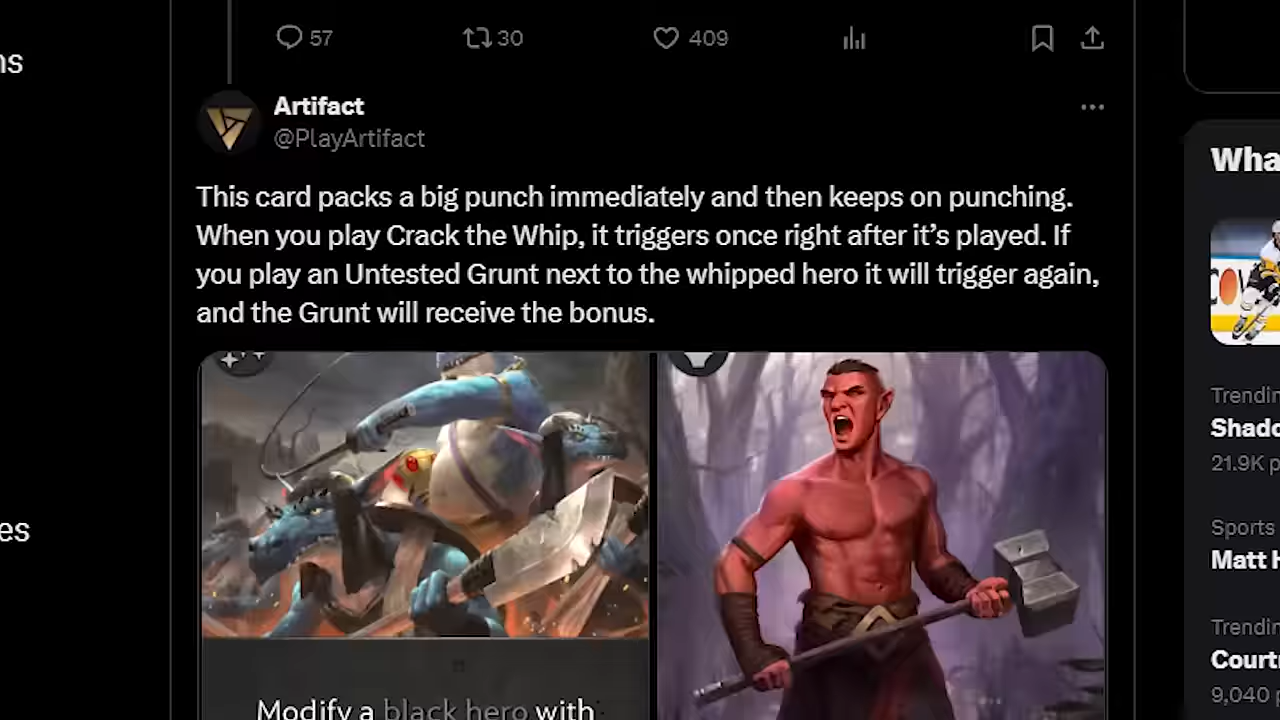 57 30 409
Artifact
@PlayArtifact
This card packs a big punch immediately and then keeps on punching.
When you play Crack the Whip, it triggers once right after it’s played. If
you play an Untested Grunt next to the whipped hero it will trigger again,
and the Grunt will receive the bonus.
Modify a black hero with
ns
es
Wha
Trendin
Shado
21.9K p
Sports
Matt H
Trendin
Courtn
9,040 p